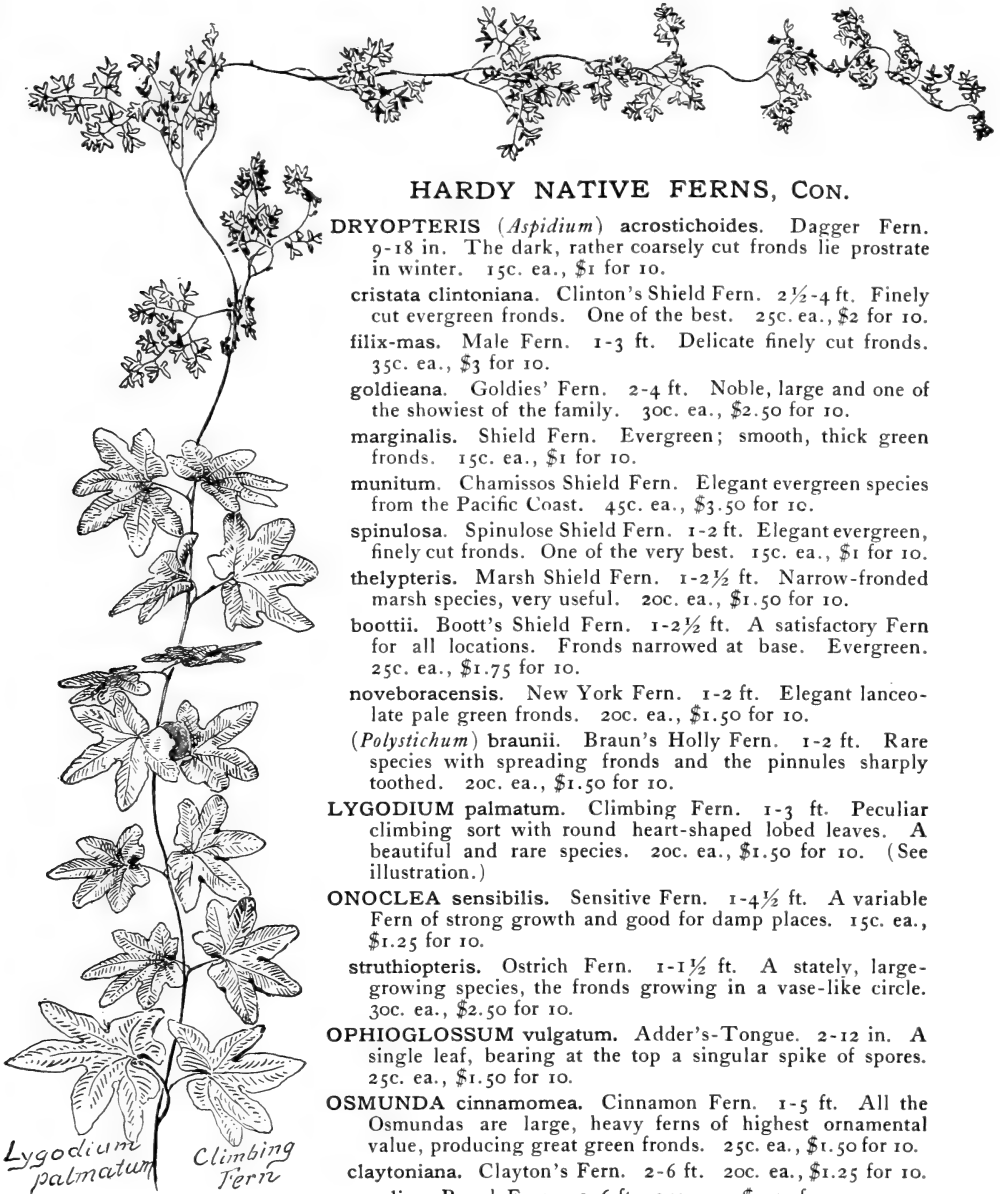 HARDY NATIVE FERNS, CON.
DRYOPTERIS (Aspidium) acrostichoides. Dagger Fern.
9-18 in. The dark, rather coarsely cut fronds lie prostrate
in winter. 15c. ea., $1 for 10.
cristata clintoniana. Clinton's Shield Fern. 2½-4 ft. Finely
cut evergreen fronds. One of the best. 25c. ea., $2 for 10.
filix-mas. Male Fern. 1-3 ft. Delicate finely cut fronds.
35c. ea., $3 for 10.
goldieana. Goldies' Fern. 2-4 ft. Noble, large and one of
the showiest of the family. 30c. ea., $2.50 for 10.
marginalis. Shield Fern. Evergreen; smooth, thick green
fronds. 15c. ea., $1 for 10.
munitum. Chamissos Shield Fern. Elegant evergreen species
from the Pacific Coast. 45c. ea., $3.50 for 10.
spinulosa. Spinulose Shield Fern. 1-2 ft. Elegant evergreen,
finely cut fronds. One of the very best. 15c. ea., $1 for 10.
thelypteris. Marsh Shield Fern. 1-2½ ft. Narrow-fronded
marsh species, very useful. 20c. ea., $1.50 for 10.
boottii. Boott's Shield Fern. 1-2½ ft. A satisfactory Fern
for all locations. Fronds narrowed at base. Evergreen.
25c. ea., $1.75 for 10.
noveboracensis. New York Fern. 1-2 ft. Elegant lanceo-
late pale green fronds. 20c. ea., $1.50 for 10.
(Polystichum) braunii. Braun's Holly Fern. 1-2 ft. Rare
species with spreading fronds and the pinnules sharply
toothed. 20c. ea., $1.50 for 10.
LYGODIUM palmatum. Climbing Fern. 1-3 ft. Peculiar
climbing sort with round heart-shaped lobed leaves. A
beautiful and rare species. 20c. ea., $1.50 for 10. (See
illustration.)
ONOCLEA sensibilis. Sensitive Fern. 1-4½ ft. A variable
Fern of strong growth and good for damp places. 15c. ea.,
$1.25 for 10.
struthiopteris. Ostrich Fern. 1-1½ ft. A stately, large-
growing species, the fronds growing in a vase-like circle.
30c. ea., $2.50 for 10.
OPHIOGLOSSUM vulgatum. Adder's-Tongue. 2-12 in. A
single leaf, bearing at the top a singular spike of spores.
25c. ea., $1.50 for 10.
OSMUNDA cinnamomea. Cinnamon Fern. 1-5 ft. All the
Osmundas are large, heavy ferns of highest ornamental
value, producing great green fronds. 25c. ea., $1.50 for 10.
claytoniana. Clayton's Fern. 2-6 ft. 20c. ea., $1.25 for 10.
Lygodium
palmatum
Climbing
Fern